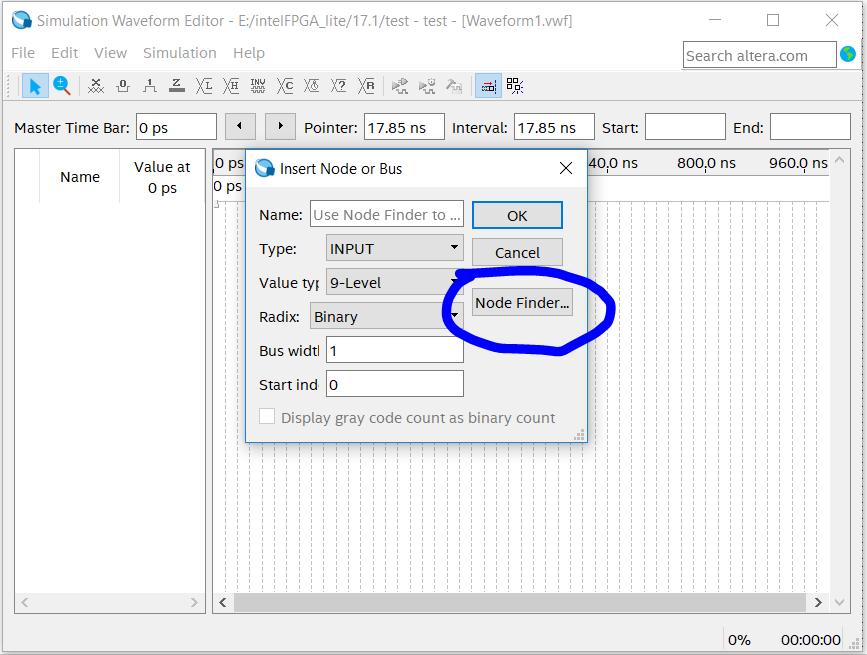 Simulation Waveform Editor - E:/intelFPGA_lite/17.1/test - test - [Waveform1.vwf]
File Edit View Simulation Help
Search altera.com
Master Time Bar: 0 ps Pointer: 17.85 ns Interval: 17.85 ns Start: End:
Name
Value at
0 ps
0 ps 40,0 ns 800,0 ns 960,0 ns
0 ps
Insert Node or Bus
Name: Use Node Finder to ... OK
Type: INPUT Cancel
Value typ 9-Level
Node Finder...
Radix: Binary
Bus widtl 1
Start ind 0
Display gray code count as binary count
0% 00:00:00